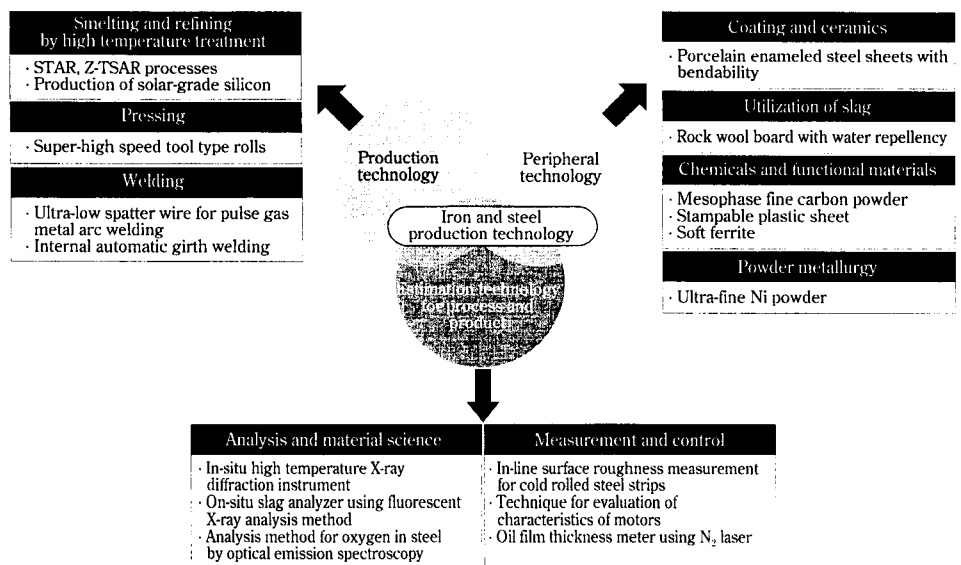 Smelting and refining
by high temperature treatment
· STAR, Z-TSAR processes
· Production of solar-grade silicon
Pressing
· Super-high speed tool type rolls
Welding
· Ultra-low spatter wire for pulse gas
metal arc welding
· Internal automatic girth welding
Production
technology
Peripheral
technology
Iron and steel
production technology
technology
for process and
Coating and ceramics
· Porcelain enameled steel sheets with
bendability
Utilization of slag
· Rock wool board with water repellency
Chemicals and functional materials
· Mesophase fine carbon powder
· Stampable plastic sheet
· Soft ferrite
Powder metallurgy
· Ultra-fine Ni powder
Analysis and material science
· In-situ high temperature X-ray
diffraction instrument
· On-situ slag analyzer using fluorescent
X-ray analysis method
· Analysis method for oxygen in steel
by optical emission spectroscopy
Measurement and control
· In-line surface roughness measurement
for cold rolled steel strips
· Technique for evaluation of
characteristics of motors
· Oil film thickness meter using N₂ laser